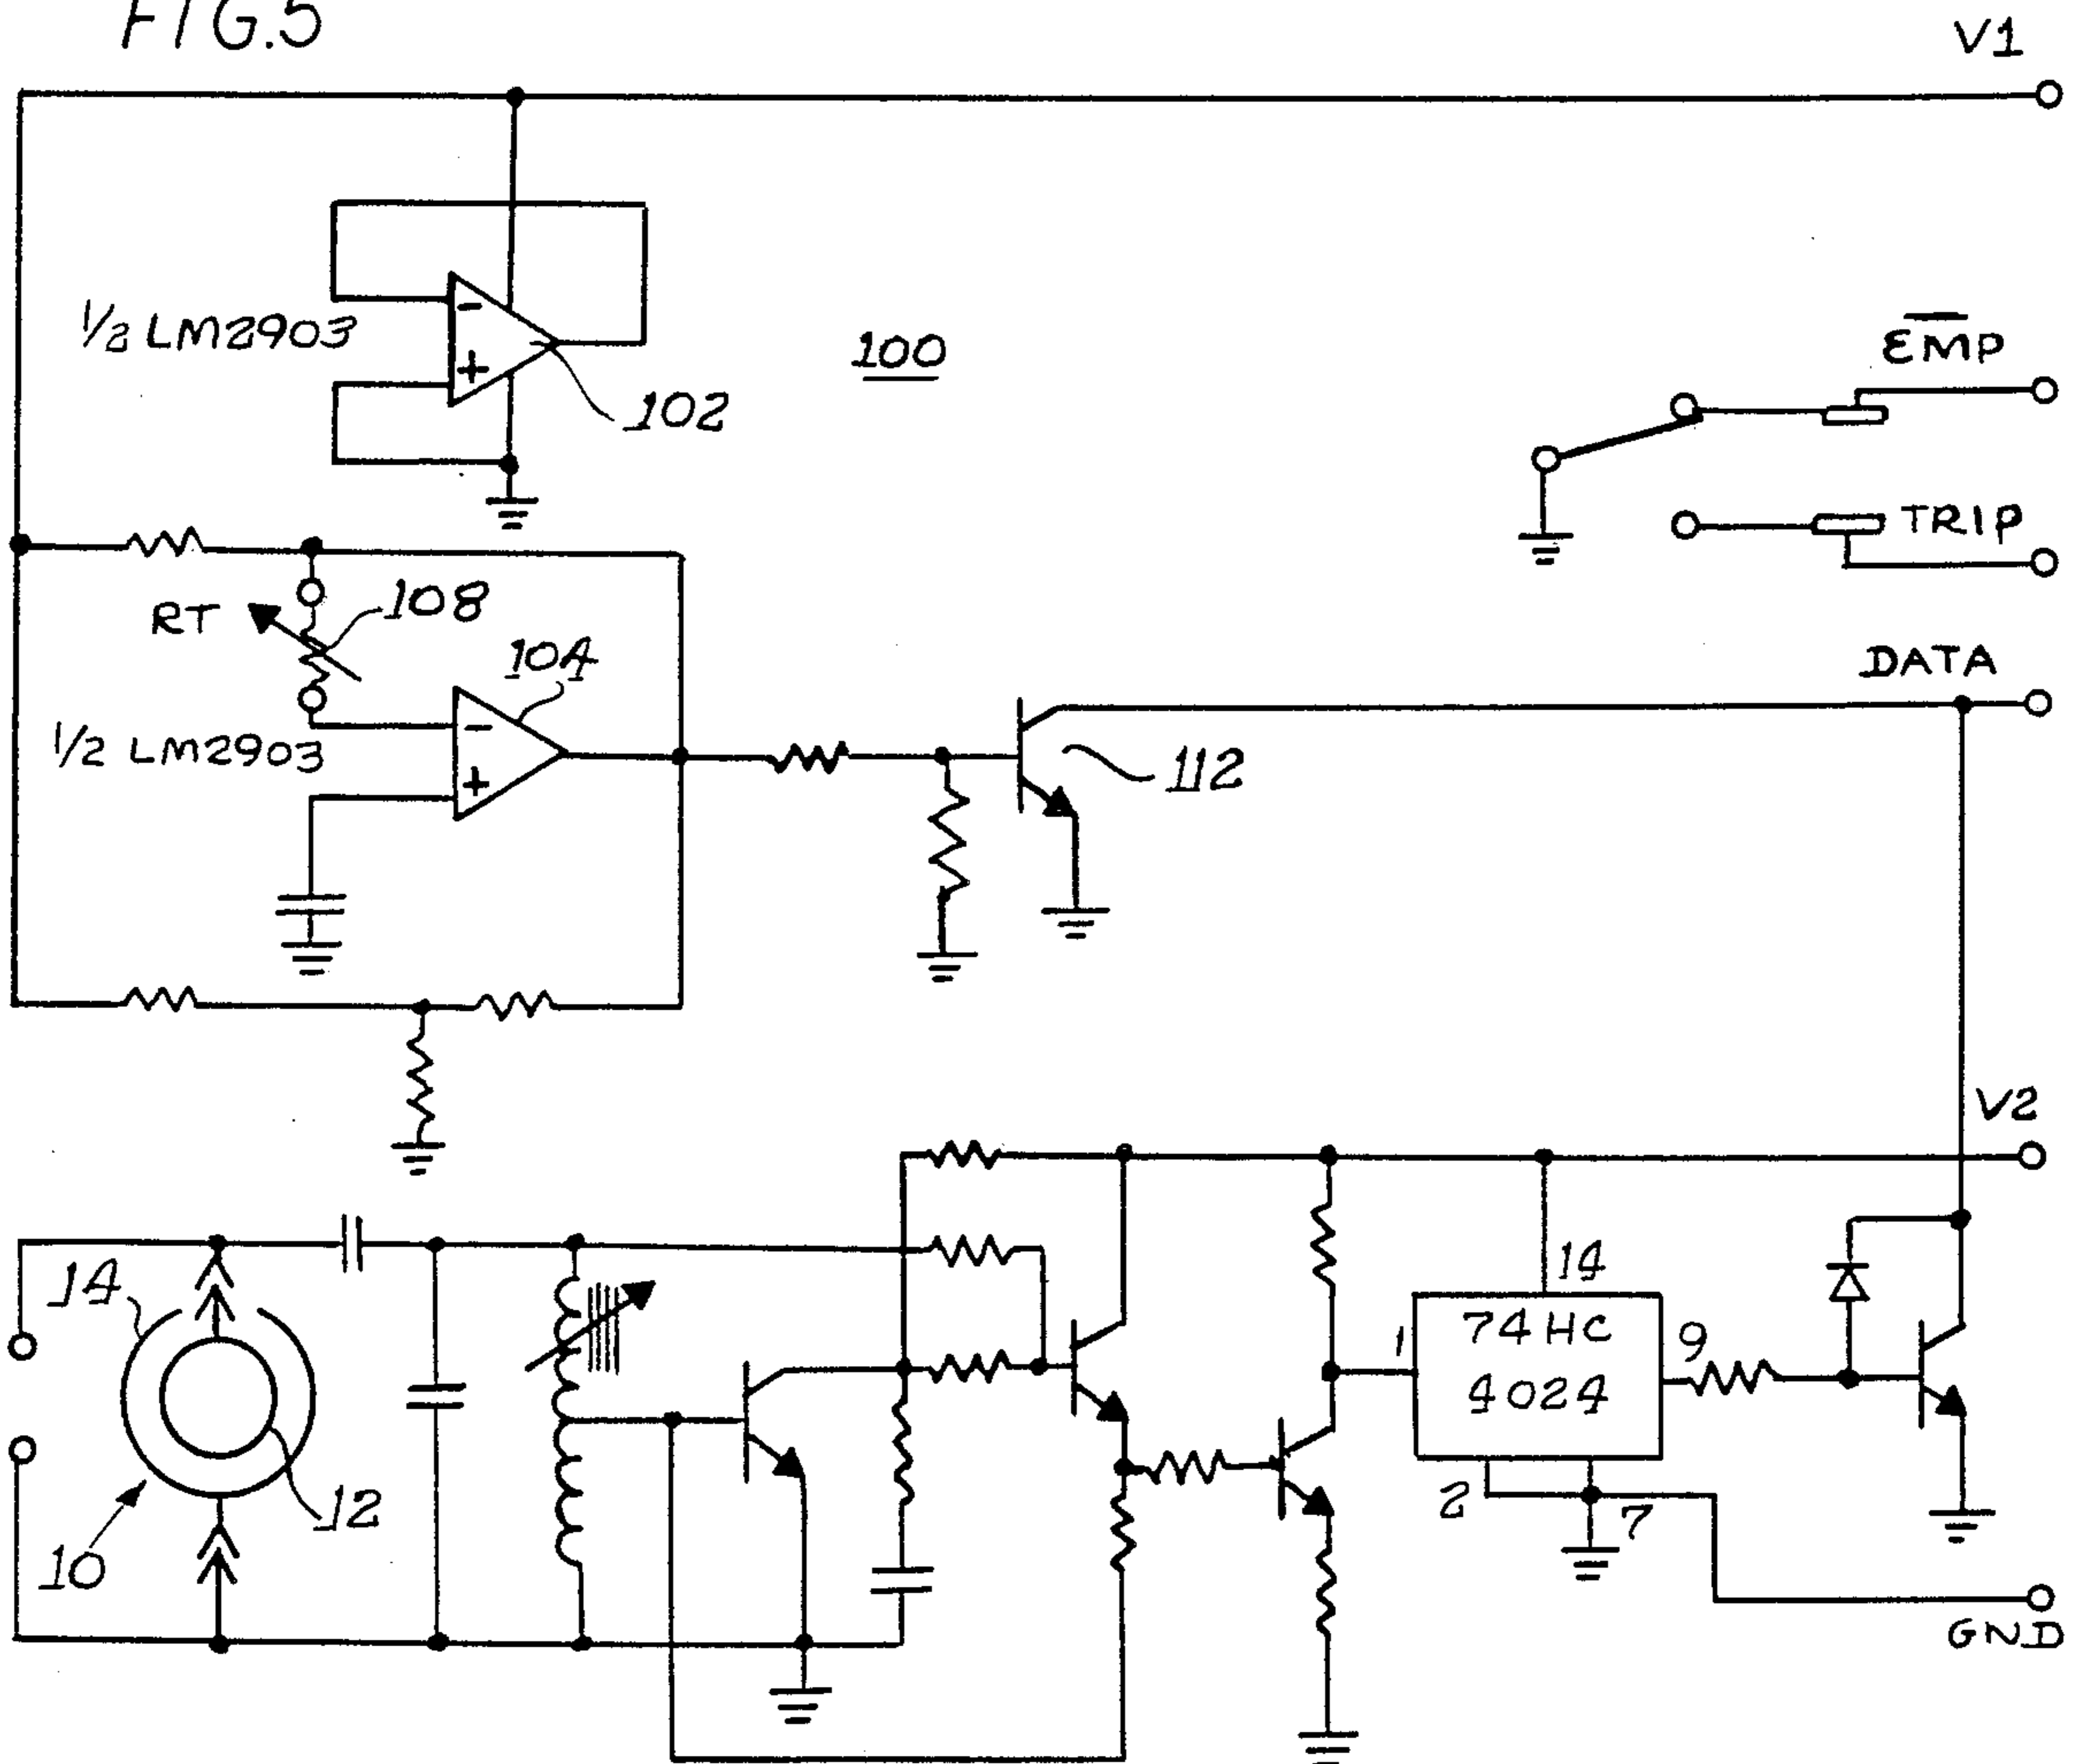 FIG.5
V1
1/2 LM2903
-
+
102
100
EMP
TRIP
RT
108
104
1/2 LM2903
-
+
DATA
112
V2
14
12
10
14
74HC
4024
1
9
2
7
GND